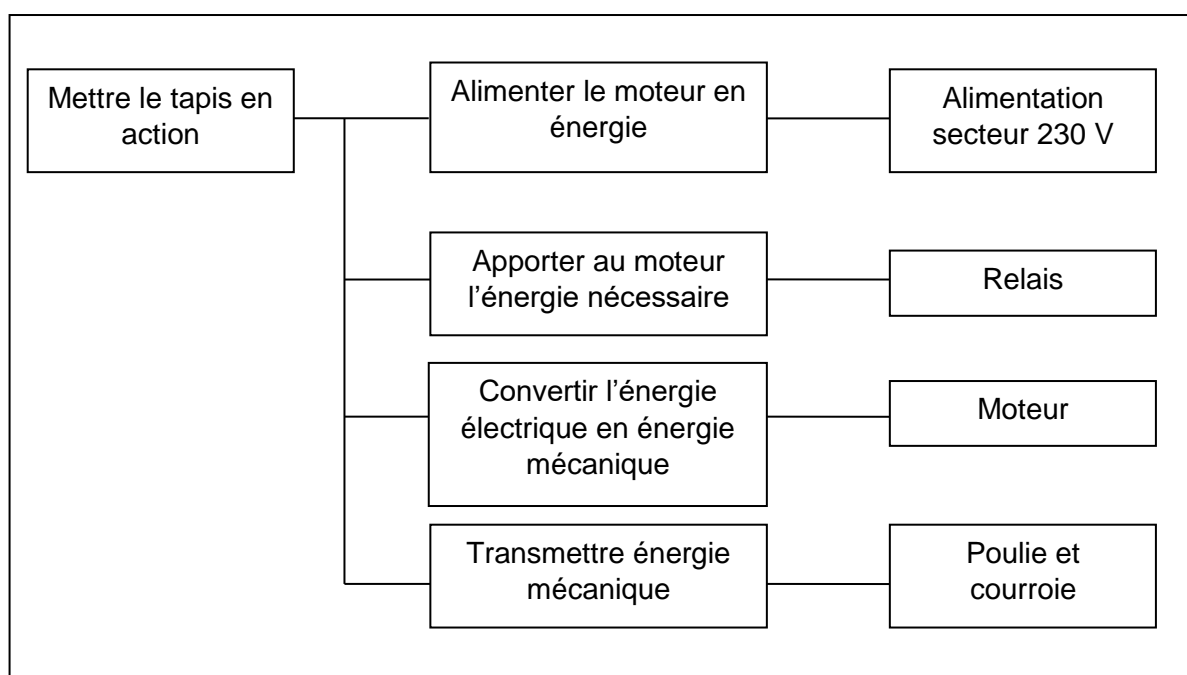 Mettre le tapis en
action
Alimenter le moteur en
énergie
Alimentation
secteur 230 V
Apporter au moteur
l’énergie nécessaire
Relais
Convertir l’énergie
électrique en énergie
mécanique
Moteur
Transmettre énergie
mécanique
Poulie et
courroie